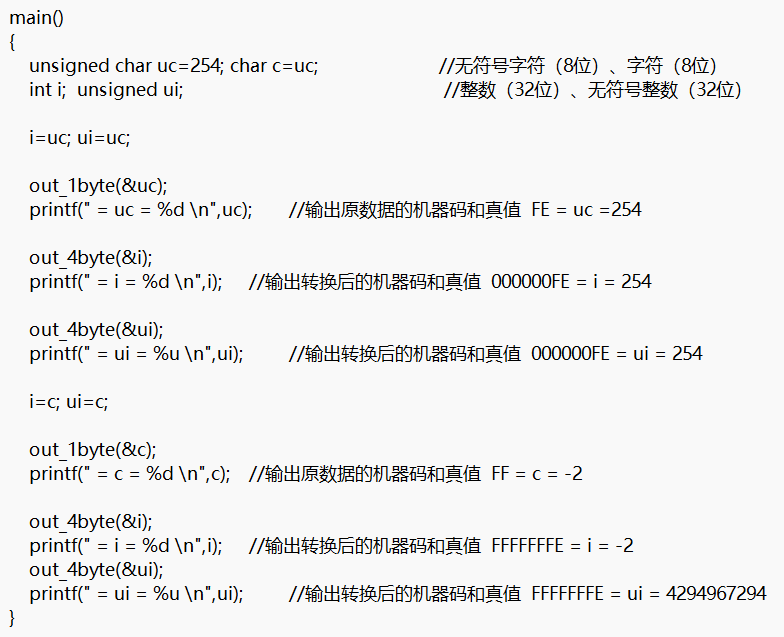 main()
{
unsigned char uc=254; char c=uc; //无符号字符（8位）、字符（8位）
int i; unsigned ui; //整数（32位）、无符号整数（32位）
i=uc; ui=uc;
out_1byte(&uc);
printf(" = uc = %d \n",uc); //输出原数据的机器码和真值 FE = uc =254
out_4byte(&i);
printf(" = i = %d \n",i); //输出转换后的机器码和真值 000000FE = i = 254
out_4byte(&ui);
printf(" = ui = %u \n",ui); //输出转换后的机器码和真值 000000FE = ui = 254
i=c; ui=c;
out_1byte(&c);
printf(" = c = %d \n",c); //输出原数据的机器码和真值 FF = c = -2
out_4byte(&i);
printf(" = i = %d \n",i); //输出转换后的机器码和真值 FFFFFFFE = i = -2
out_4byte(&ui);
printf(" = ui = %u \n",ui); //输出转换后的机器码和真值 FFFFFFFE = ui = 4294967294
}